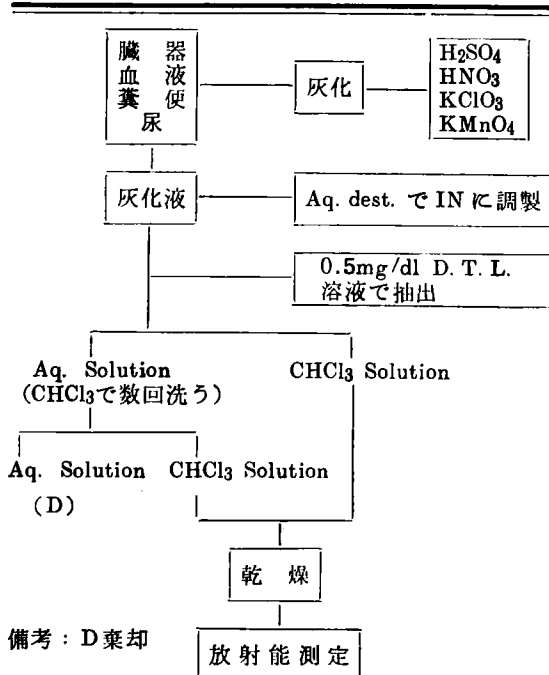 臓器
血液
糞便
尿
灰化
H2SO4
HNO3
KClO3
KMnO4
灰化液
Aq. dest. で IN に調製
0.5mg/dl D. T. L.
溶液で抽出
Aq. Solution
(CHCl3で数回洗う)
CHCl3 Solution
Aq. Solution
(D)
CHCl3 Solution
乾燥
備考：D棄却
放射能測定